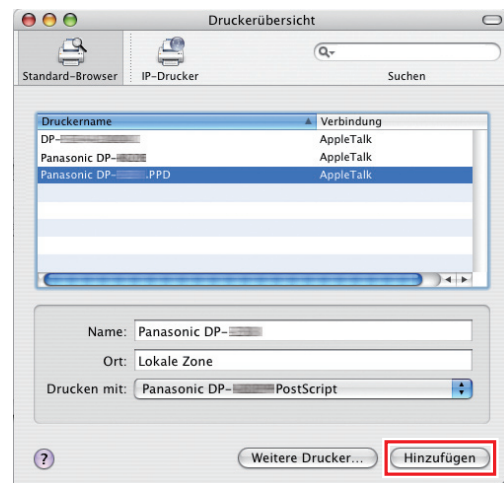 Druckerübersicht
Standard-Browser IP-Drucker Suchen
Druckername Verbindung
DP- AppleTalk
Panasonic DP- AppleTalk
Panasonic DP- .PPD AppleTalk
Name: Panasonic DP-
Ort: Lokale Zone
Drucken mit: Panasonic DP- PostScript
? Weitere Drucker... Hinzufügen